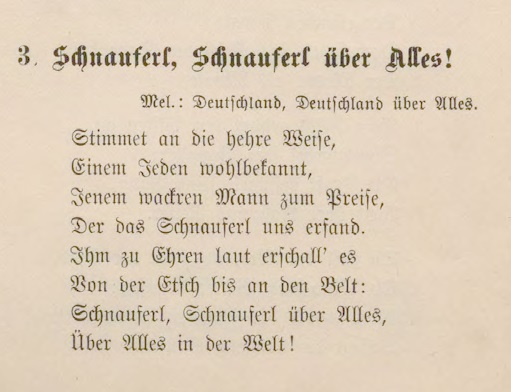 3. Schnauferl, Schnauferl über Alles!
Mel.: Deutschland, Deutschland über Alles.
Stimmet an die hehre Weise,
Einem Jeden wohlbekannt,
Jenem wackren Mann zum Preise,
Der das Schnauferl uns erfand.
Ihm zu Ehren laut erschall' es
Von der Etsch bis an den Belt:
Schnauferl, Schnauferl über Alles,
Über Alles in der Welt!